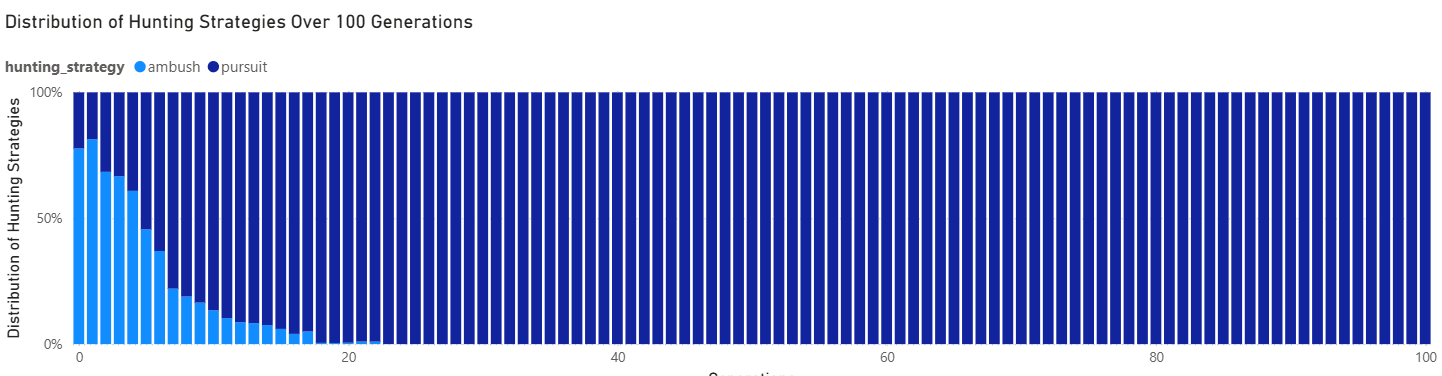 Distribution of Hunting Strategies Over 100 Generations
hunting_strategy ambush pursuit
Distribution of Hunting Strategies
100%
50%
0%
0 20 40 60 80 100